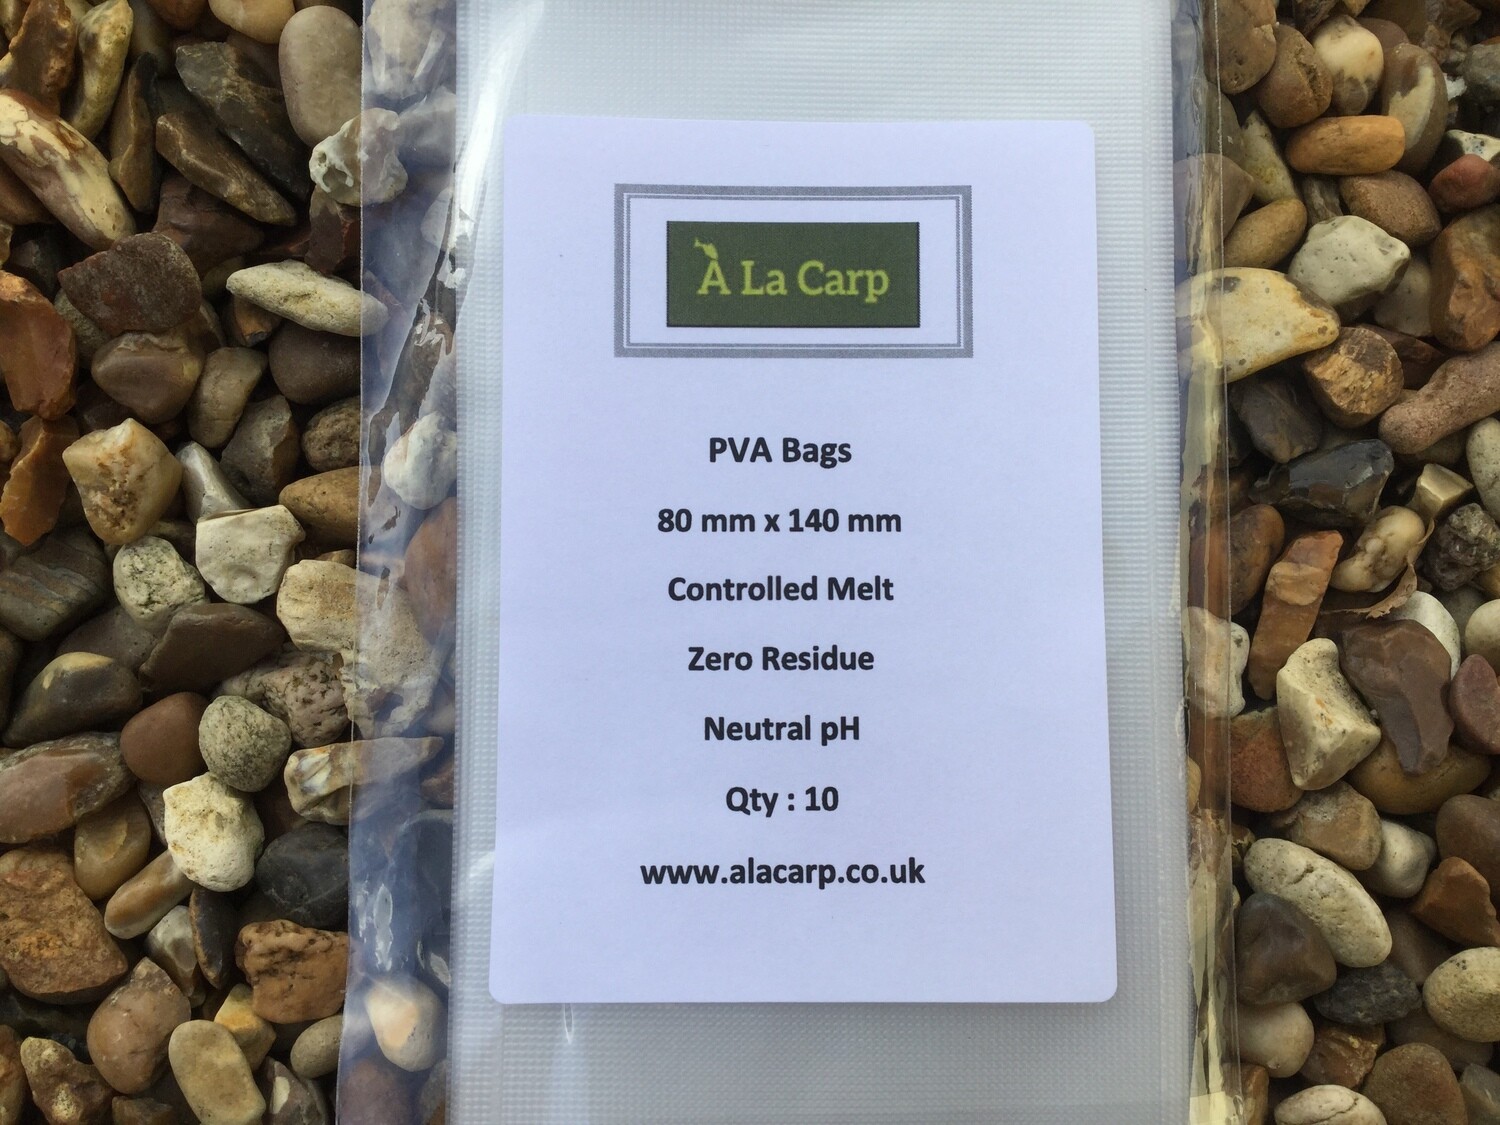 À La Carp
PVA Bags
80 mm x 140 mm
Controlled Melt
Zero Residue
Neutral pH
Qty : 10
www.alacarp.co.uk